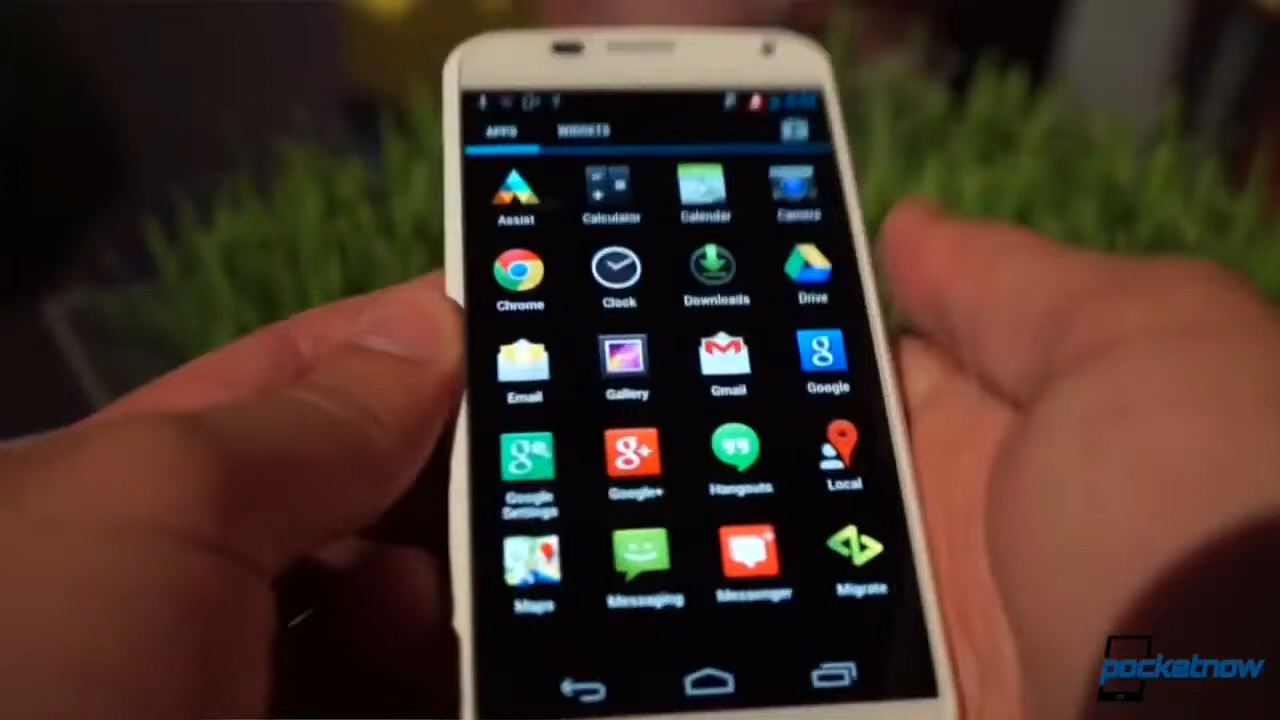 APPS WIDGETS
Assist Calculator Calendar Camera
Chrome Clock Downloads Drive
Email Gallery Gmail Google
Google
Settings Google+ Hangouts Local
Maps Messaging Messenger Migrate
pocketnow